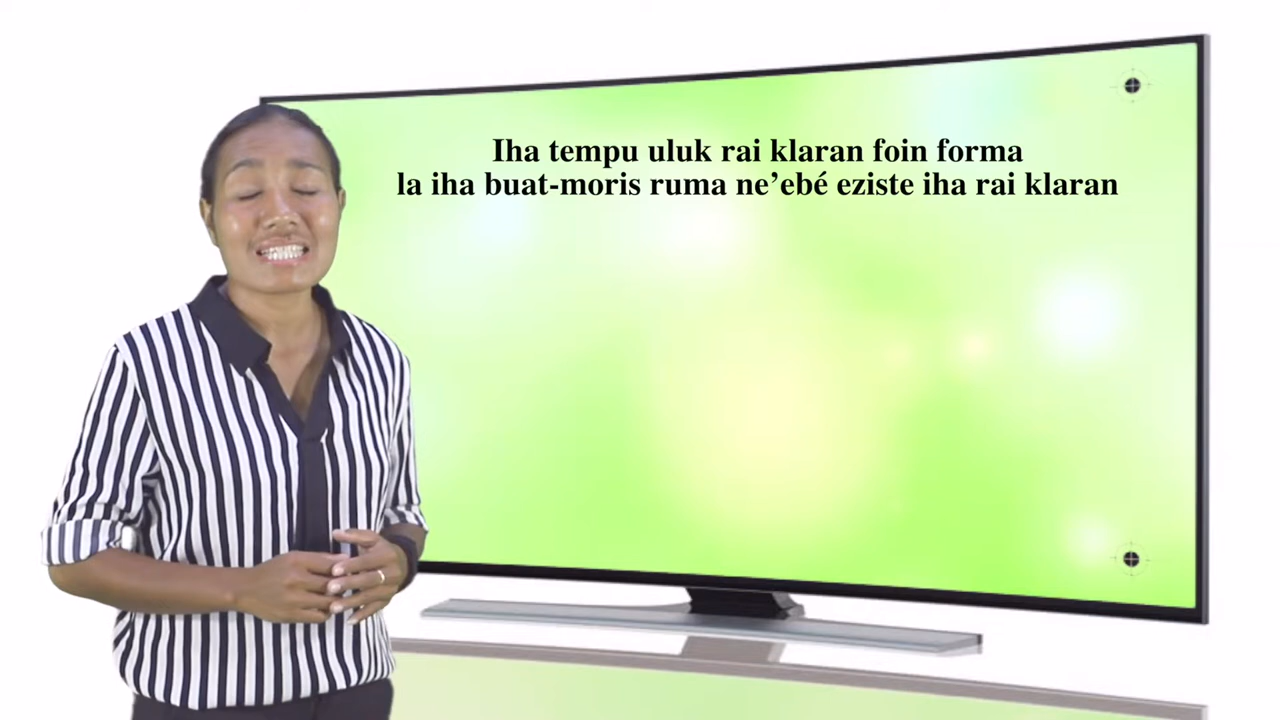 Iha tempu uluk rai klaran foin forma
la iha buat-moris ruma ne’ebé eziste iha rai klaran